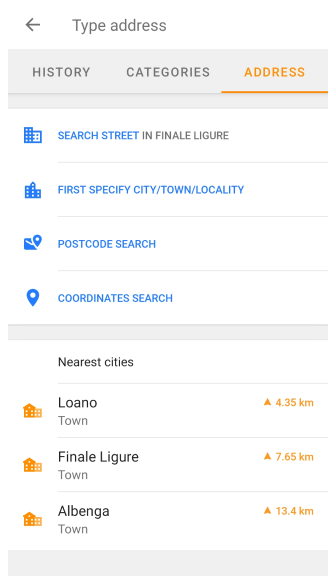 Type address
HISTORY CATEGORIES ADDRESS
SEARCH STREET IN FINALE LIGURE
FIRST SPECIFY CITY/TOWN/LOCALITY
POSTCODE SEARCH
COORDINATES SEARCH
Nearest cities
Loano 4.35 km
Town
Finale Ligure 7.65 km
Town
Albenga 13.4 km
Town